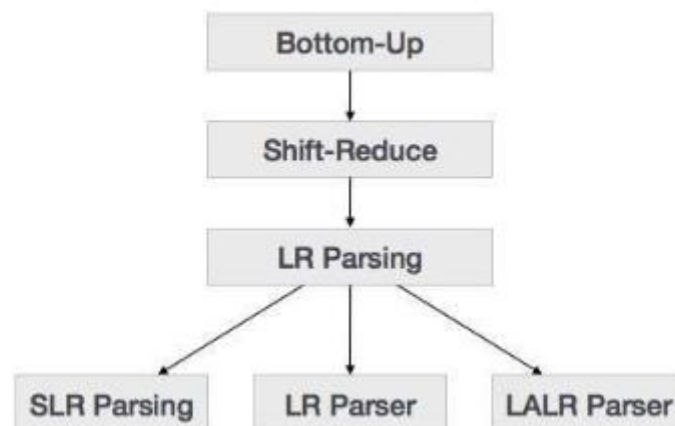 Bottom-Up
Shift-Reduce
LR Parsing
SLR Parsing
LR Parser
LALR Parser